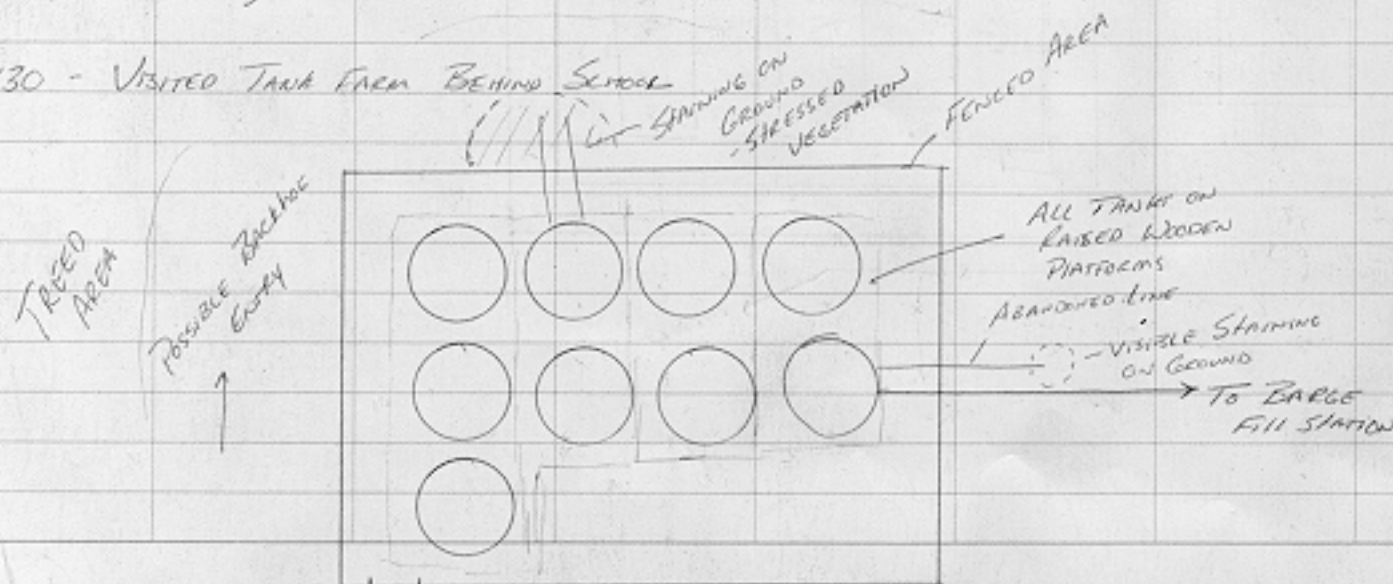 30 - VISITED TANK FARM BEHIND SCHOOL
STAINING ON
GROUND
- STRESSED
VEGETATION
FENCED AREA
TREED
AREA
POSSIBLE BACKHOE
ENTRY
ALL TANKS ON
RAISED WOODEN
PLATFORMS
ABANDONED LINE
- VISIBLE STAINING
ON GROUND
TO BARGE
FILL STATION